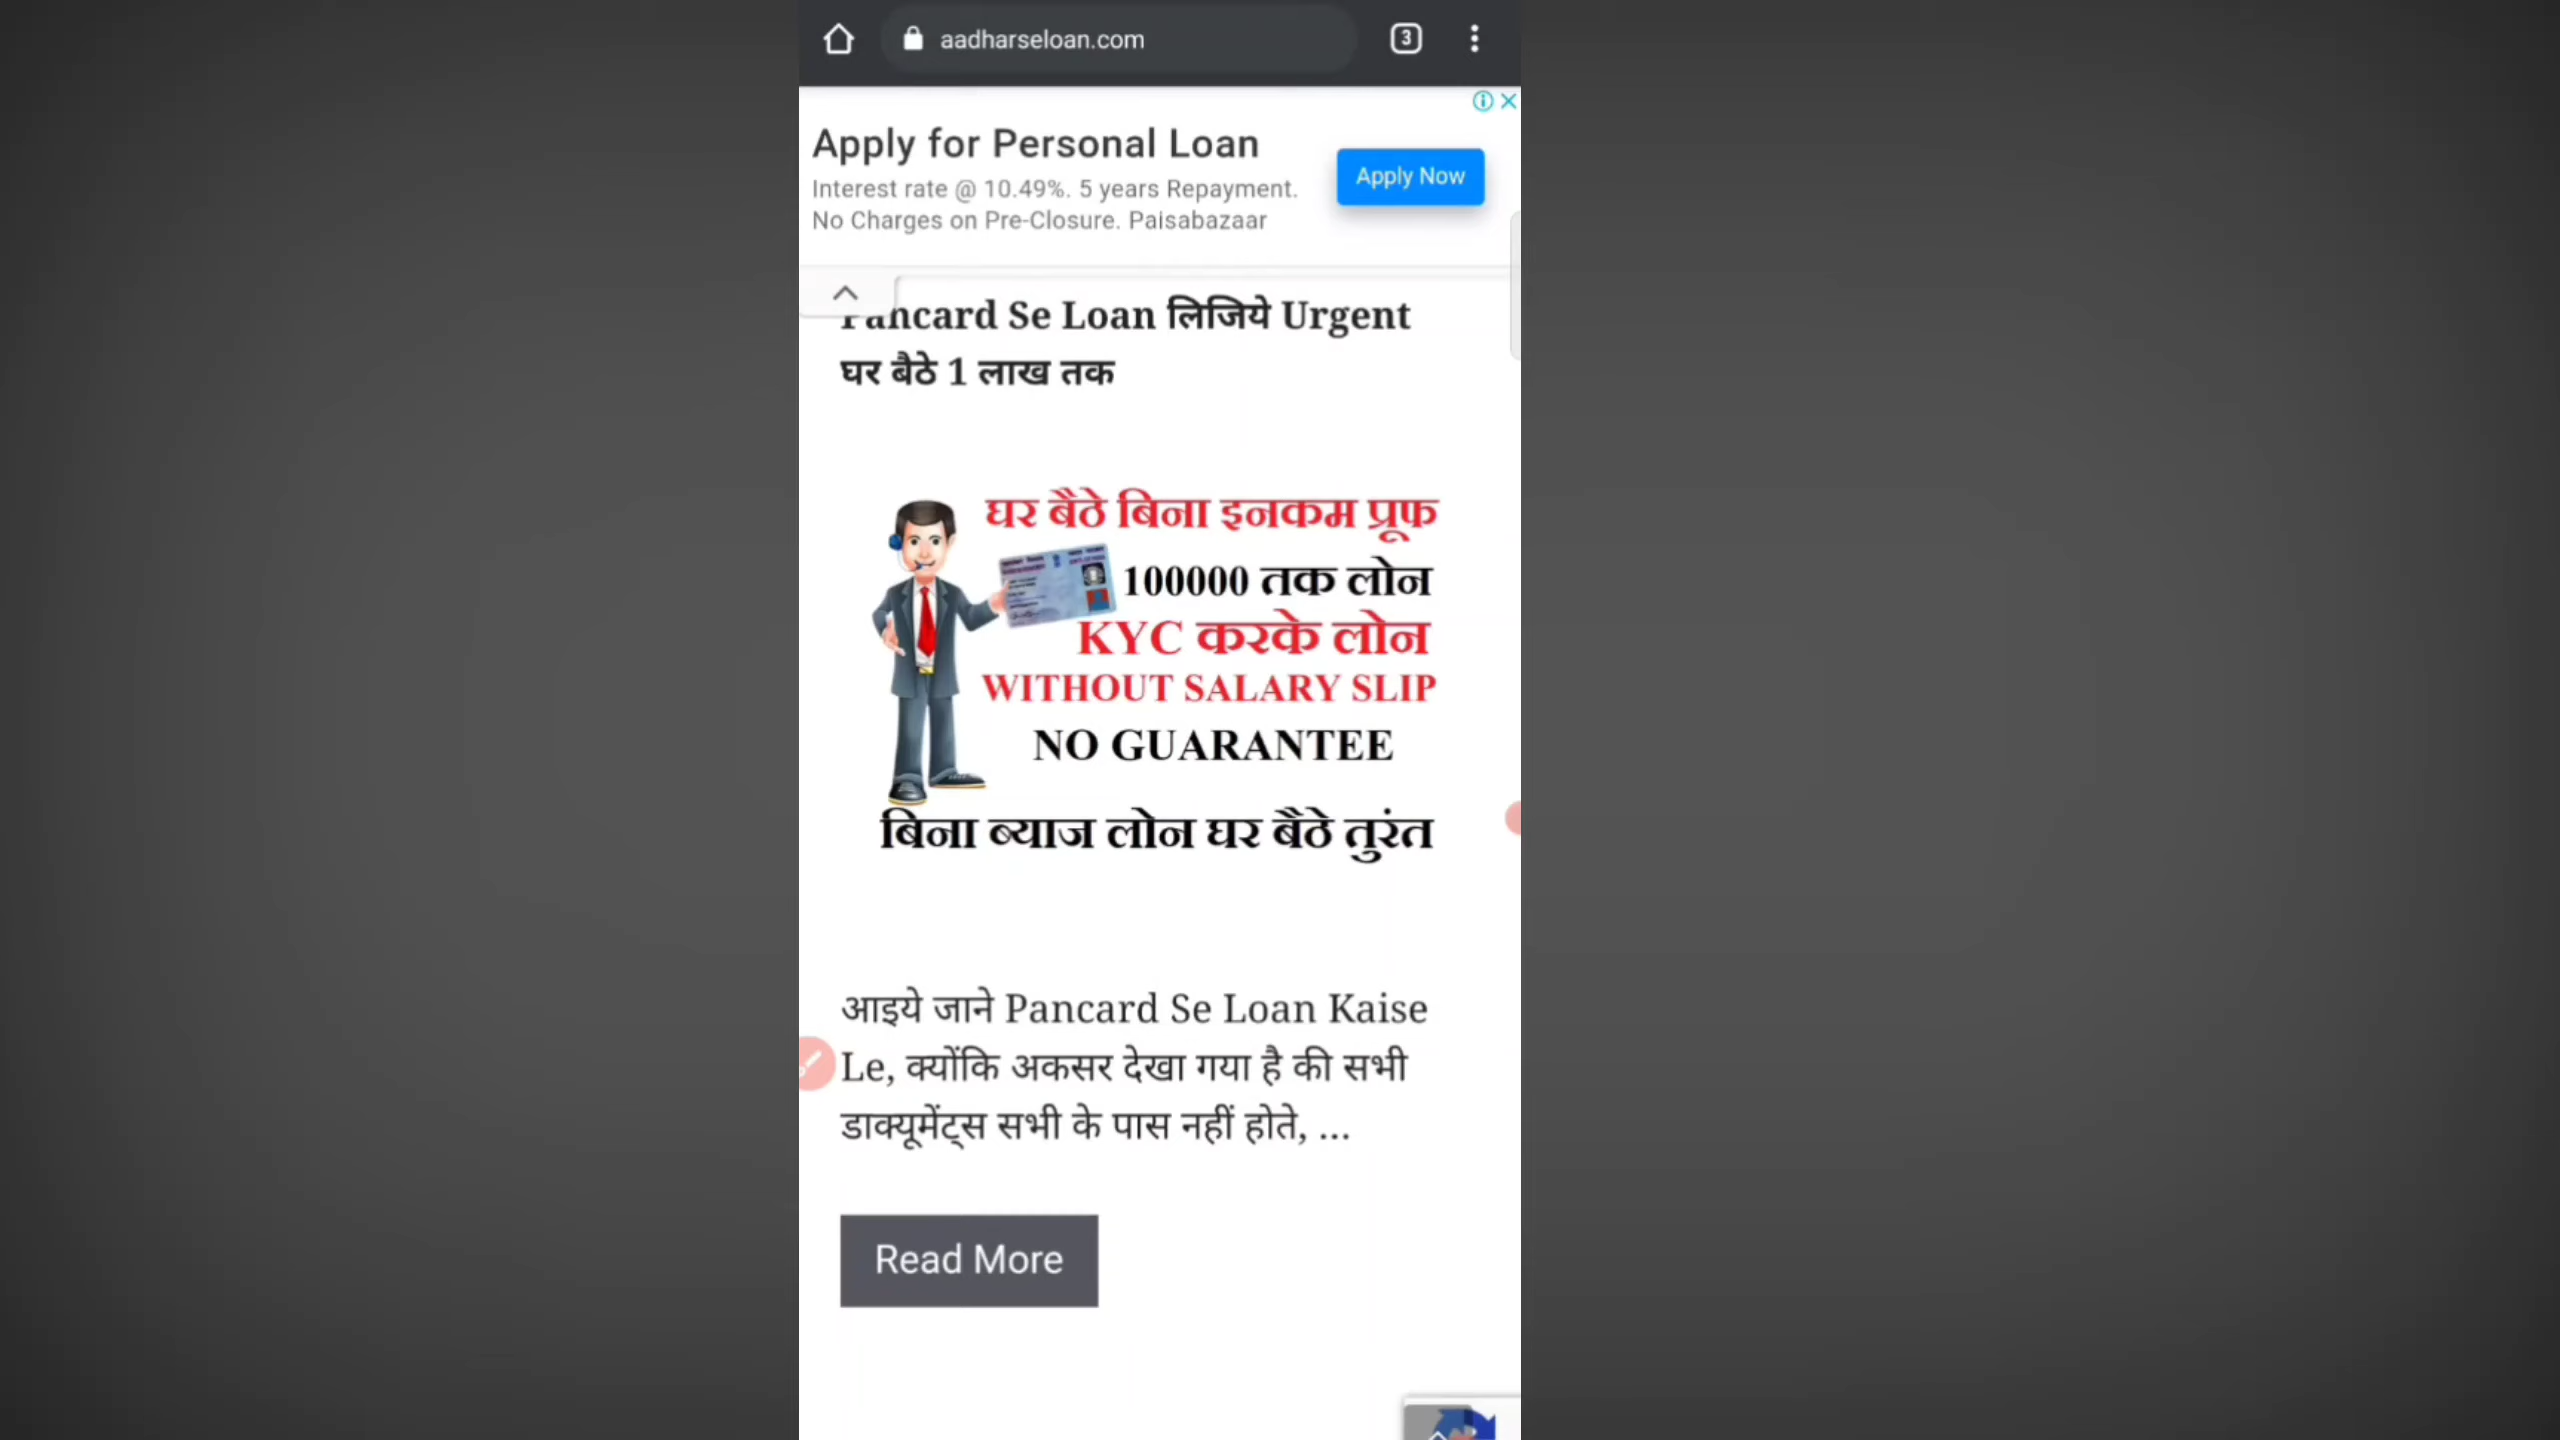 3
aadharseloan.com
Apply for Personal Loan
Interest rate @ 10.49%. 5 years Repayment.
No Charges on Pre-Closure. Paisabazaar
Apply Now
Pancard Se Loan लिजिये Urgent
घर बैठे 1 लाख तक
घर बैठे बिना इनकम प्रूफ
100000 तक लोन
KYC करके लोन
WITHOUT SALARY SLIP
NO GUARANTEE
बिना ब्याज लोन घर बैठे तुरंत
आइये जाने Pancard Se Loan Kaise
Le, क्योंकि अकसर देखा गया है की सभी
डाक्यूमेंट्स सभी के पास नहीं होते, ...
Read More